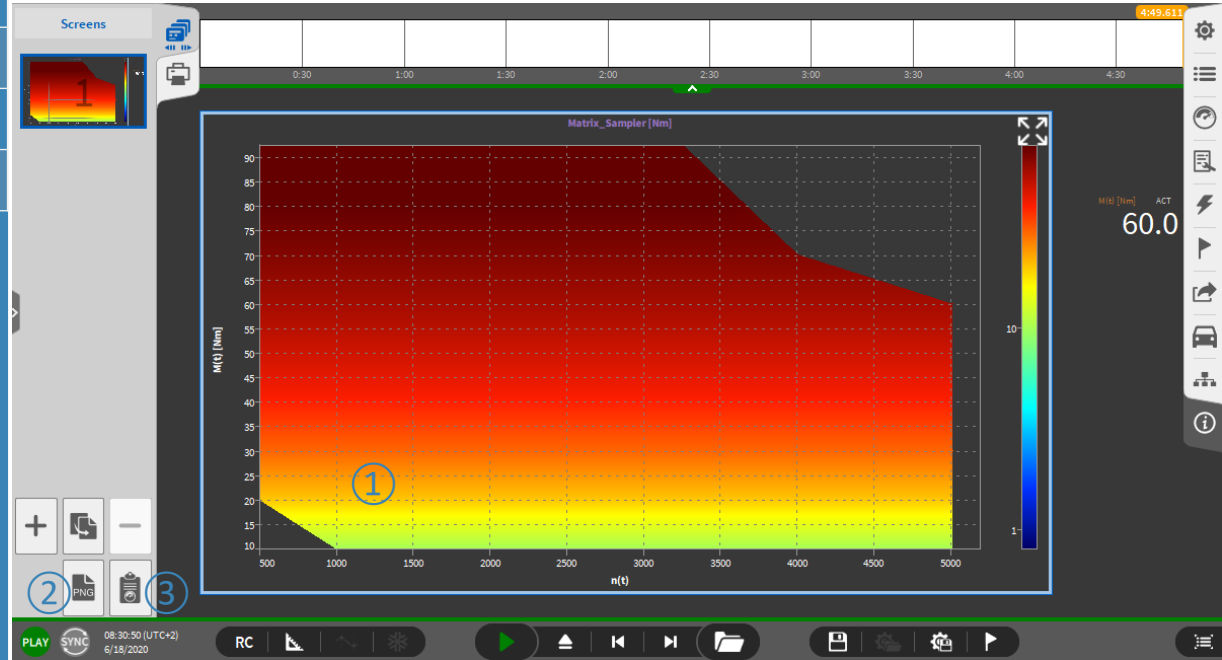 Screens
4:49.611
0:30 1:00 1:30 2:00 2:30 3:00 3:30 4:00 4:30
1
Matrix_Sampler [Nm]
90
85
80
75
70
65
60
55
50
45
40
35
30
25
20
15
10
M(t) [Nm]
500 1000 1500 2000 2500 3000 3500 4000 4500 5000
n(t)
10
1
M(t) [Nm] ACT
60.0
①
② PNG ③
PLAY SYNC 08:30:50 (UTC+2)
6/18/2020
RC